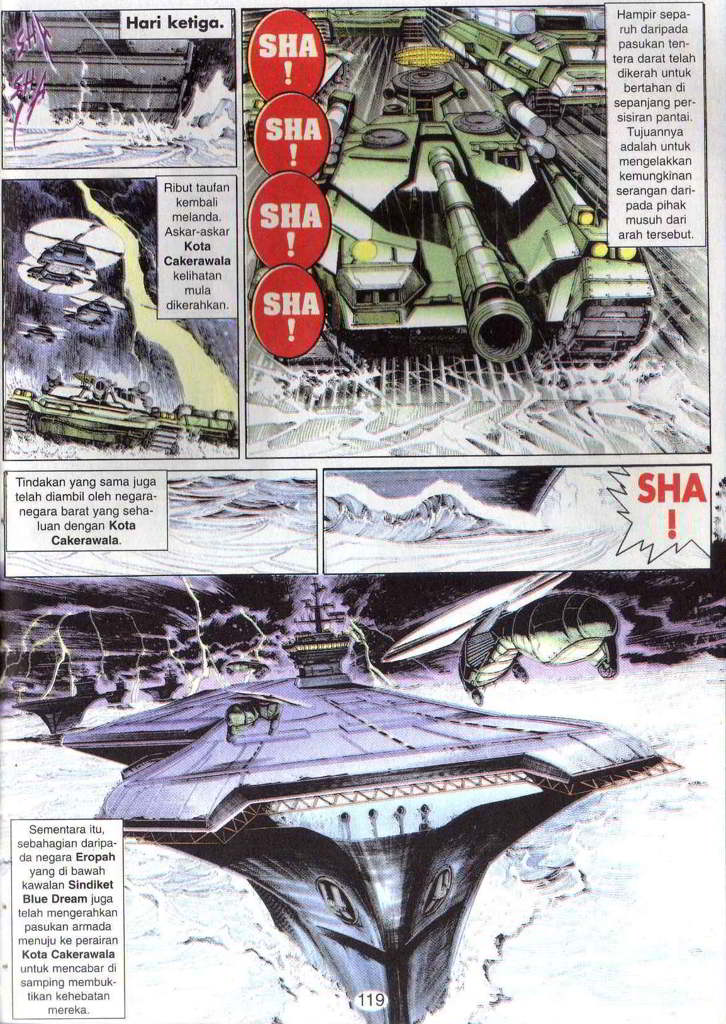 Hari ketiga.
SHA
SHA
Ribut taufan
kembali
melanda.
Askar-askar
Kota
Cakerawala
kelihatan
mula
dikerahkan.
SHA
!
SHA
!
SHA
!
SHA
!
Hampir sepa-
ruh daripada
pasukan ten-
tera darat telah
dikerah untuk
bertahan di
sepanjang per-
sisiran pantai.
Tujuannya
adalah untuk
mengelakkan
kemungkinan
serangan dari-
pada pihak
musuh dari
arah tersebut.
Tindakan yang sama juga
telah diambil oleh negara-
negara barat yang seha-
luan dengan Kota
Cakerawala.
SHA
!
Sementara itu,
sebahagian daripa-
da negara Eropah
yang di bawah
kawalan Sindiket
Blue Dream juga
telah mengerahkan
pasukan armada
menuju ke perairan
Kota Cakerawala
untuk mencabar di
samping membuk-
tikan kehebatan
mereka.
119